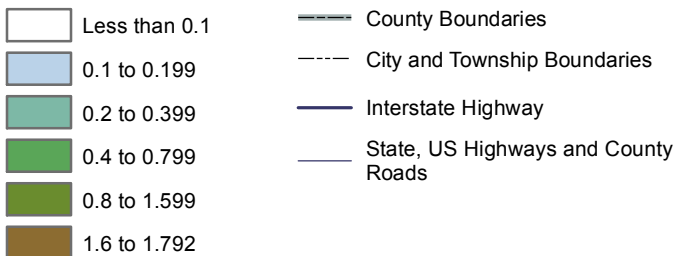 Less than 0.1
0.1 to 0.199
0.2 to 0.399
0.4 to 0.799
0.8 to 1.599
1.6 to 1.792
County Boundaries
City and Township Boundaries
Interstate Highway
State, US Highways and County
Roads